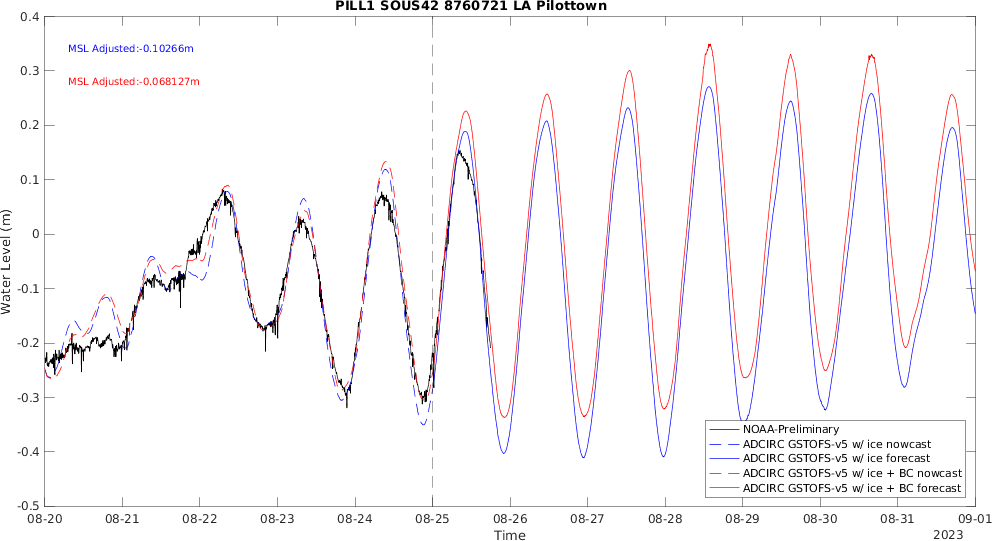 PILL1 SOUS42 8760721 LA Pilottown
MSL Adjusted:-0.10266m
MSL Adjusted:-0.068127m
0.4
0.3
0.2
0.1
0
-0.1
-0.2
-0.3
-0.4
-0.5
Water Level (m)
NOAA-Preliminary
ADCIRC GSTOFS-v5 w/ ice nowcast
ADCIRC GSTOFS-v5 w/ ice forecast
ADCIRC GSTOFS-v5 w/ ice + BC nowcast
ADCIRC GSTOFS-v5 w/ ice + BC forecast
08-20 08-21 08-22 08-23 08-24 08-25 08-26 08-27 08-28 08-29 08-30 08-31 09-01
Time
2023